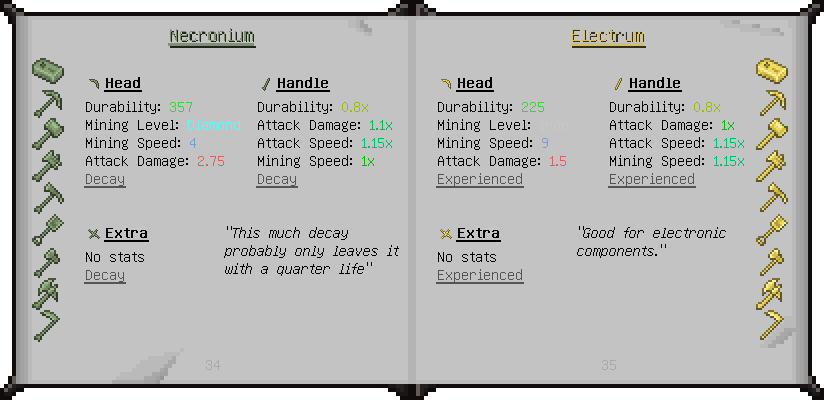 Necronium
Head
Durability: 357
Mining Level: Diamond
Mining Speed: 4
Attack Damage: 2.75
Decay
Handle
Durability: 0.8x
Attack Damage: 1.1x
Attack Speed: 1.15x
Mining Speed: 1x
Decay
Extra
No stats
Decay
"This much decay
probably only leaves it
with a quarter life"
34
Electrum
Head
Durability: 225
Mining Level:
Mining Speed: 9
Attack Damage: 1.5
Experienced
Handle
Durability: 0.8x
Attack Damage: 1x
Attack Speed: 1.15x
Mining Speed: 1.15x
Experienced
Extra
No stats
Experienced
"Good for electronic
components."
35